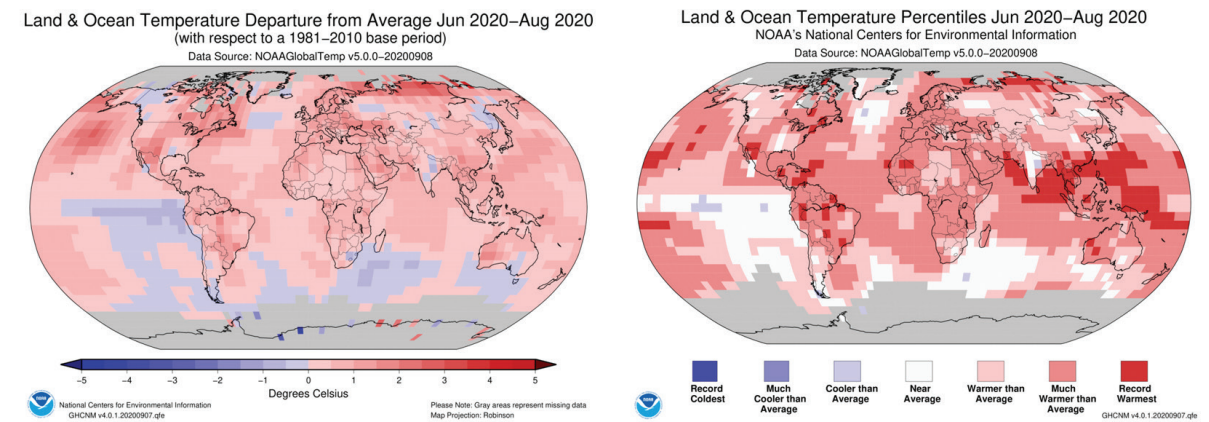 Land & Ocean Temperature Departure from Average Jun 2020–Aug 2020
(with respect to a 1981–2010 base period)
Data Source: NOAAGlobalTemp v5.0.0–20200908
–5 –4 –3 –2 –1 0 1 2 3 4 5
Degrees Celsius
NOAA
National Centers for Environmental Information
GHCNM v4.0.1.20200907.qfe
Please Note: Gray areas represent missing data
Map Projection: Robinson
Land & Ocean Temperature Percentiles Jun 2020–Aug 2020
NOAA's National Centers for Environmental Information
Data Source: NOAAGlobalTemp v5.0.0–20200908
Record
Coldest
Much
Cooler than
Average
Cooler than
Average
Near
Average
Warmer than
Average
Much
Warmer than
Average
Record
Warmest
NOAA
GHCNM v4.0.1.20200907.qfe